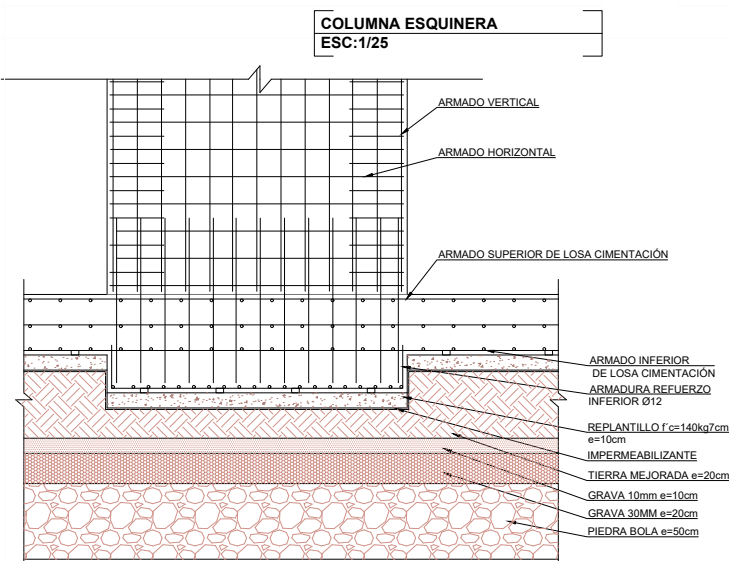 COLUMNA ESQUINERA
ESC:1/25
ARMADO VERTICAL
ARMADO HORIZONTAL
ARMADO SUPERIOR DE LOSA CIMENTACIÓN
ARMADO INFERIOR
DE LOSA CIMENTACIÓN
ARMADURA REFUERZO
INFERIOR Ø12
REPLANTILLO f´c=140kg7cm
e=10cm
IMPERMEABILIZANTE
TIERRA MEJORADA e=20cm
GRAVA 10mm e=10cm
GRAVA 30MM e=20cm
PIEDRA BOLA e=50cm